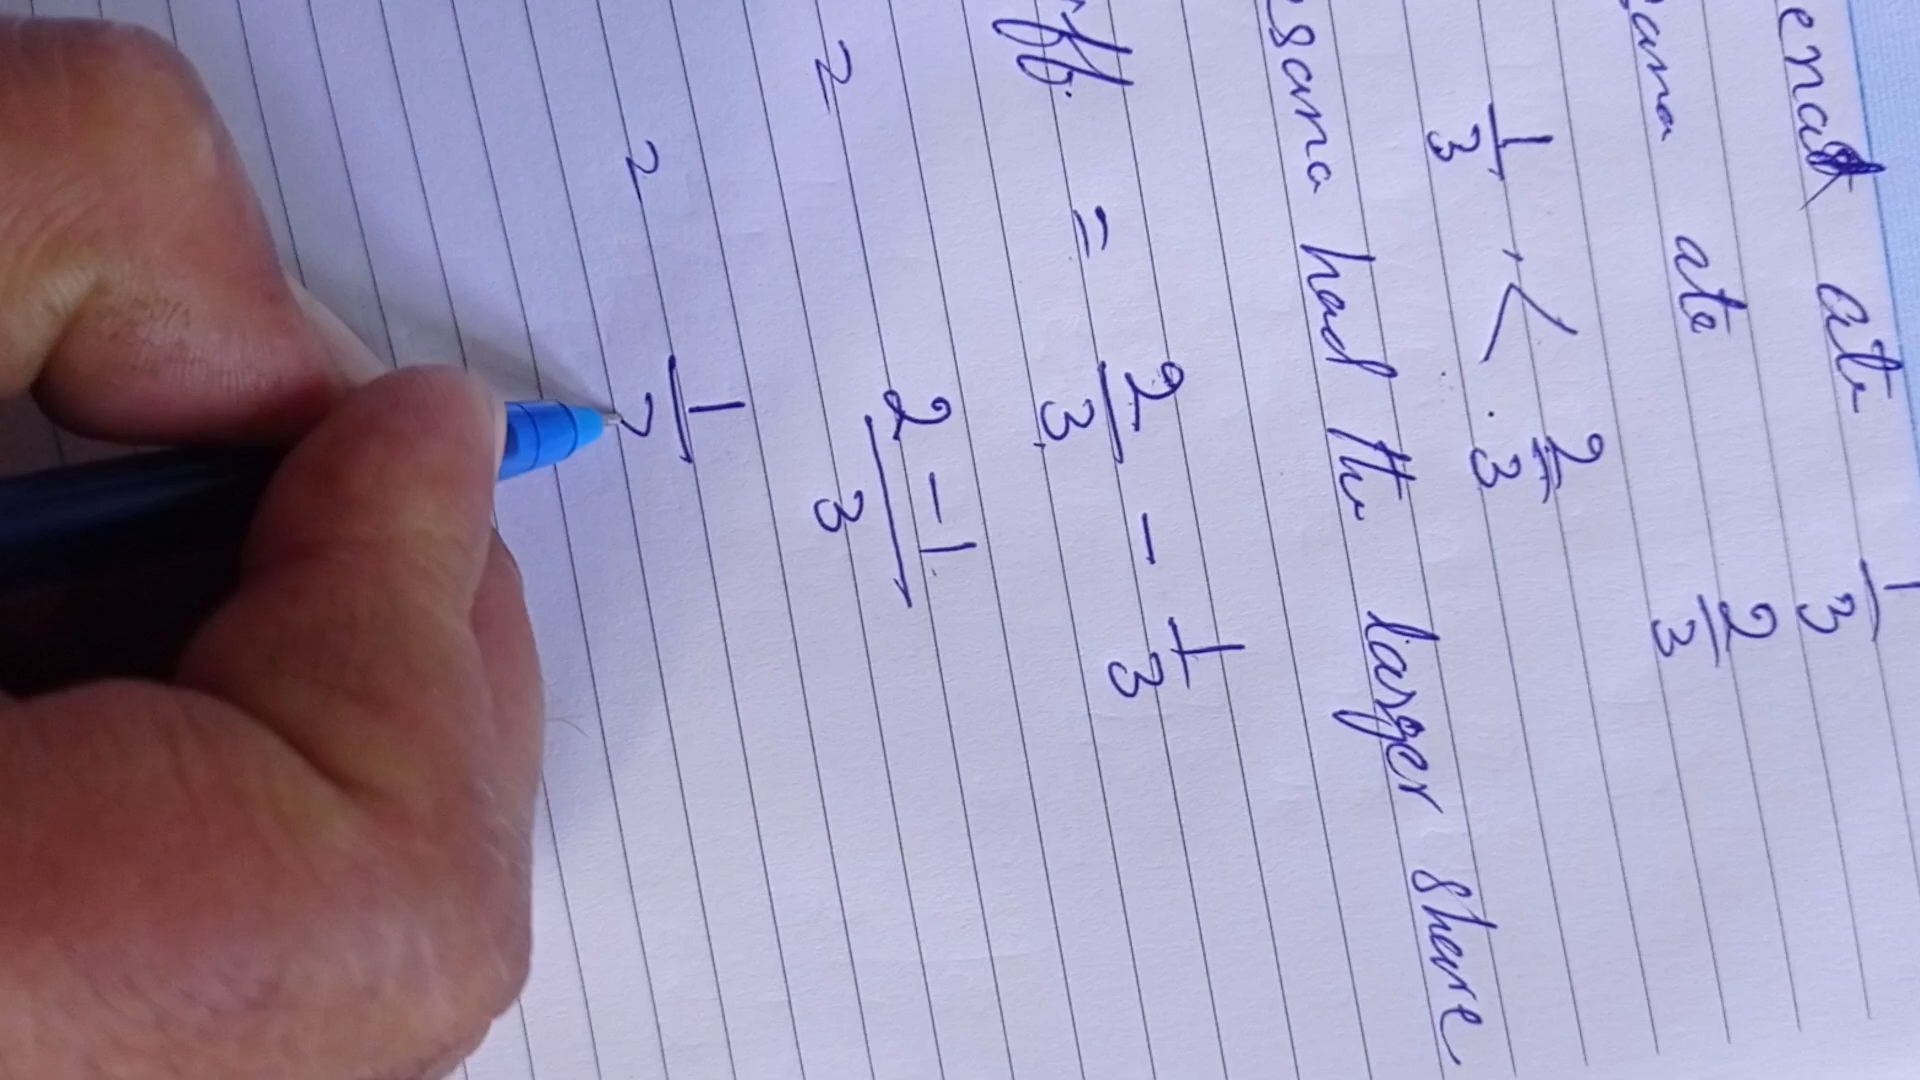 ate 1/3
ate 2/3
1/3 < 2/3
had the larger share
= 2/3 - 1/3
= (2 - 1)/3
= 1/